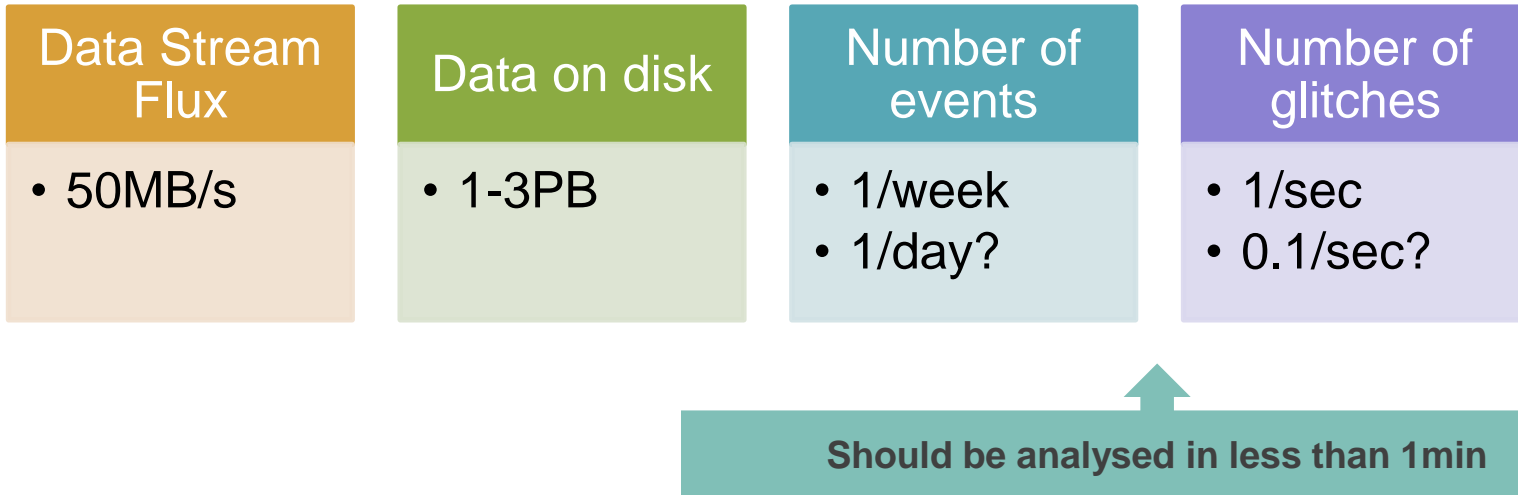 Data Stream
Flux
• 50MB/s
Data on disk
• 1-3PB
Number of
events
• 1/week
• 1/day?
Number of
glitches
• 1/sec
• 0.1/sec?
Should be analysed in less than 1min